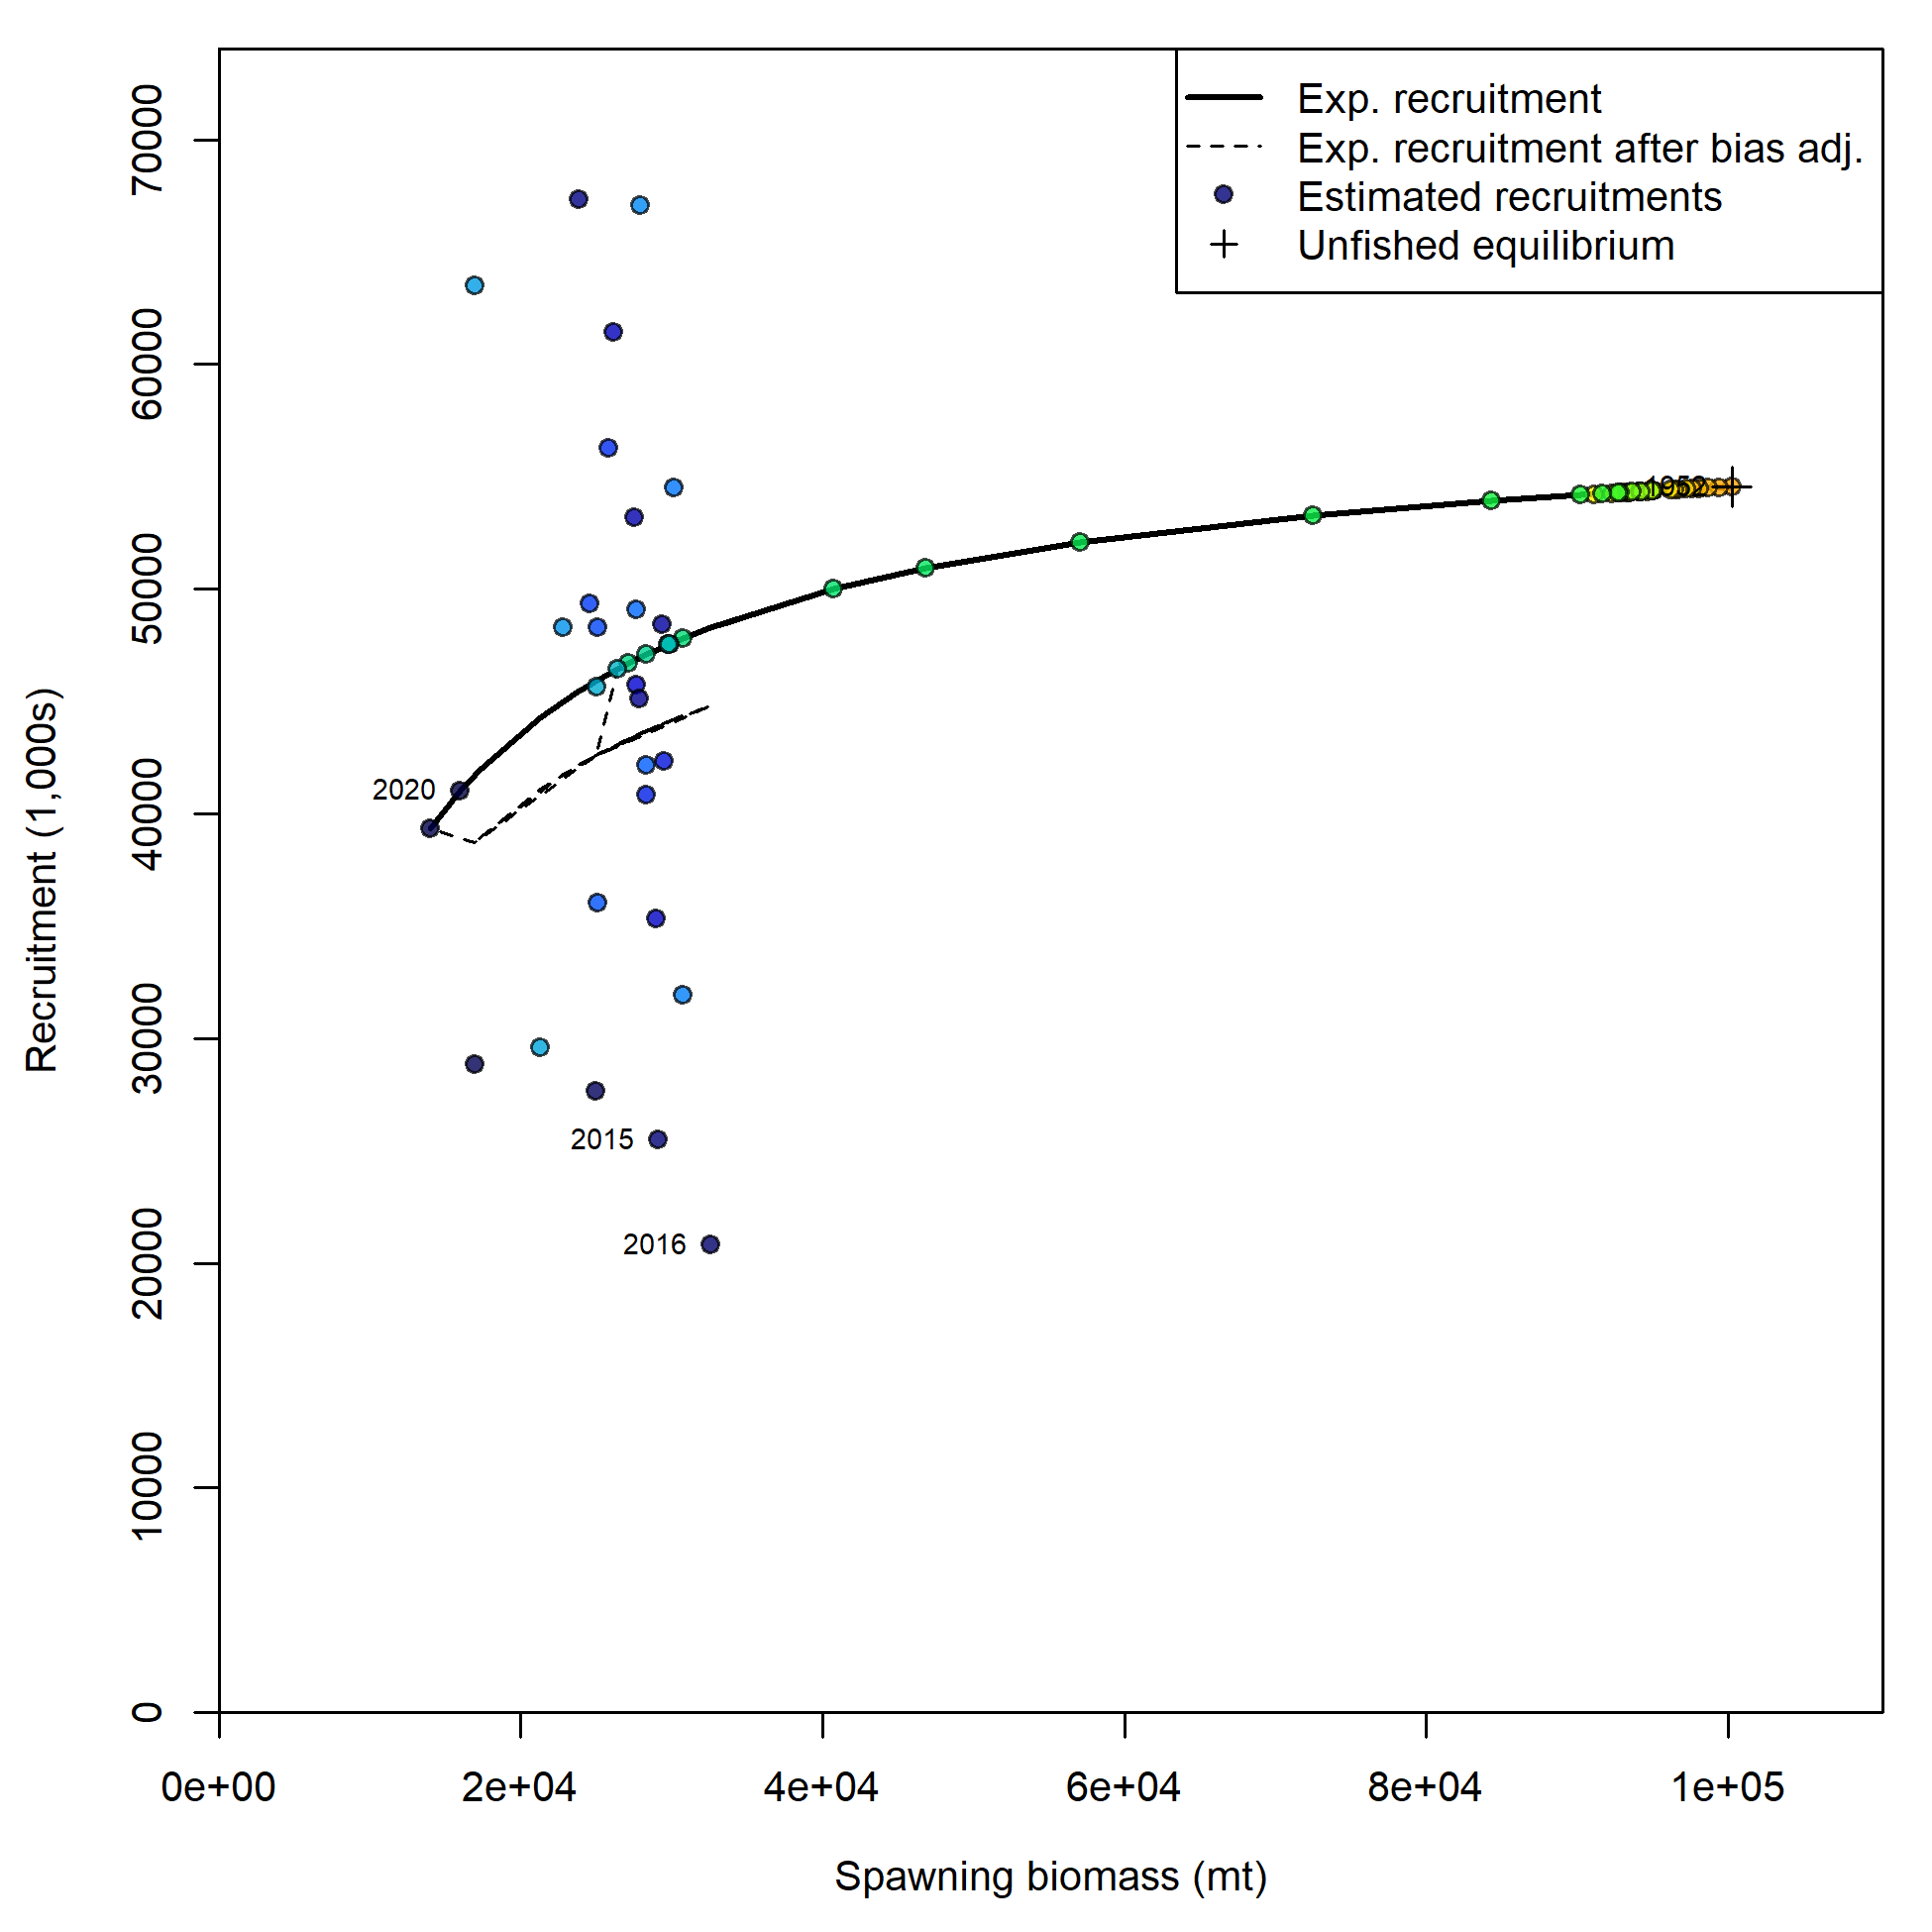 Exp. recruitment
Exp. recruitment after bias adj.
Estimated recruitments
Unfished equilibrium
Recruitment (1,000s)
70000
60000
50000
40000
30000
20000
10000
0
1952
2020
2015
2016
0e+00 2e+04 4e+04 6e+04 8e+04 1e+05
Spawning biomass (mt)